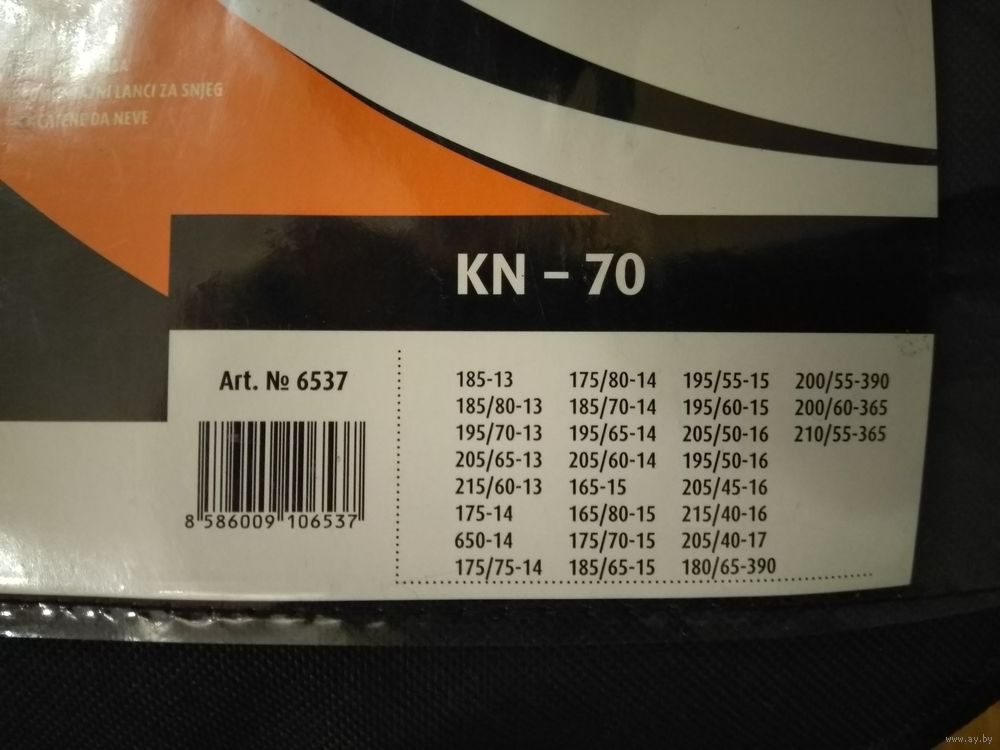 LANCI ZA SNJEG
CATENE DA NEVE
KN – 70
Art. № 6537
8 586009 106537
185-13 175/80-14 195/55-15 200/55-390
185/80-13 185/70-14 195/60-15 200/60-365
195/70-13 195/65-14 205/50-16 210/55-365
205/65-13 205/60-14 195/50-16
215/60-13 165-15 205/45-16
175-14 165/80-15 215/40-16
650-14 175/70-15 205/40-17
175/75-14 185/65-15 180/65-390
www.ay.by